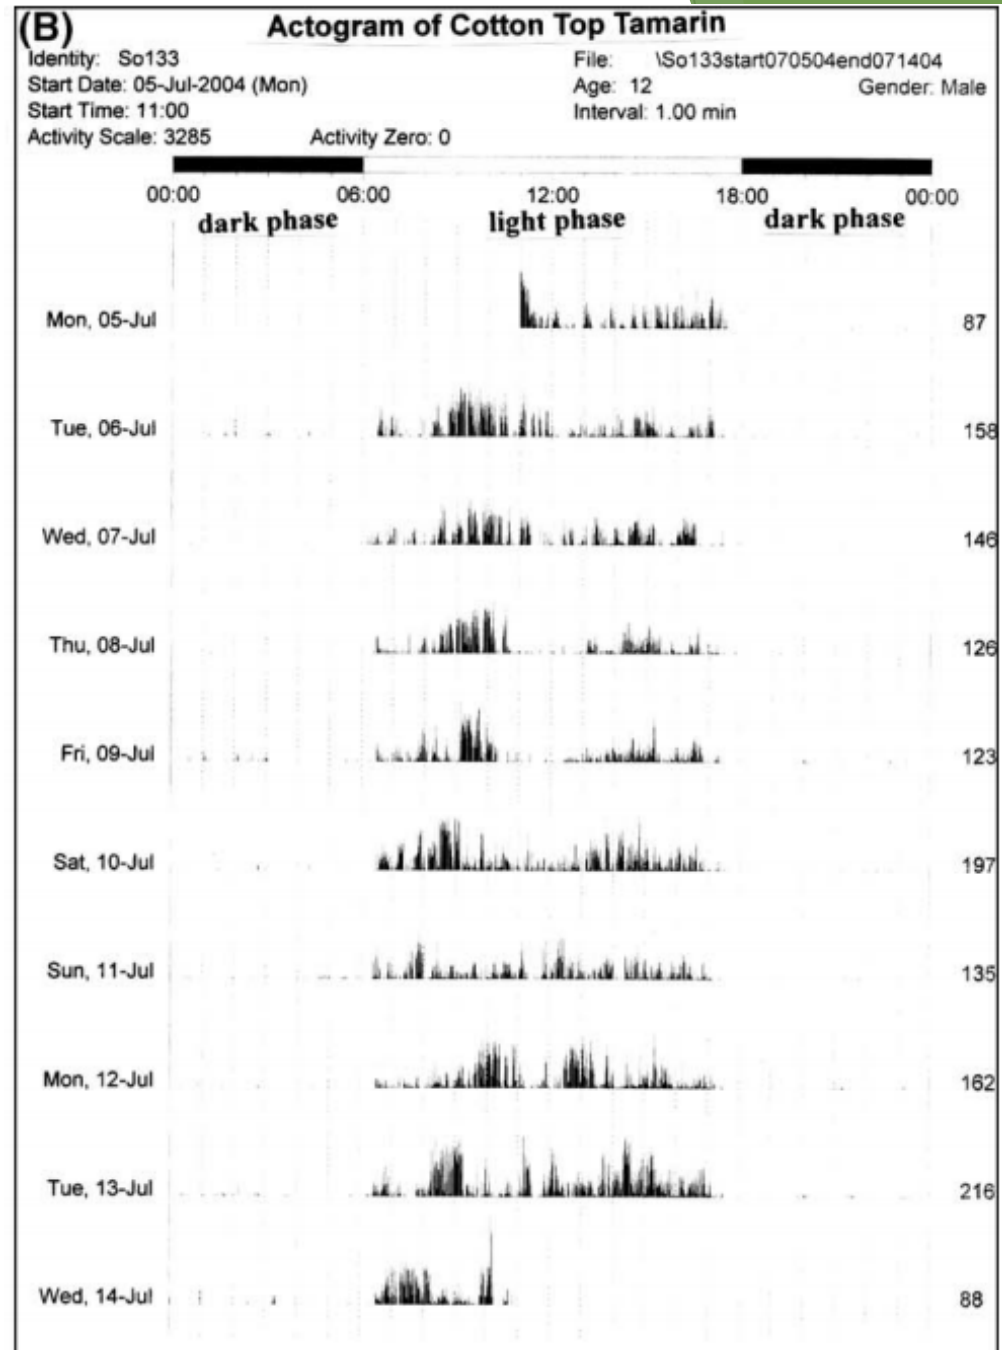 (B) Actogram of Cotton Top Tamarin
Identity: So133 File: \So133start070504end071404
Start Date: 05-Jul-2004 (Mon) Age: 12 Gender: Male
Start Time: 11:00 Interval: 1.00 min
Activity Scale: 3285 Activity Zero: 0
00:00 06:00 12:00 18:00 00:00
dark phase light phase dark phase
Mon, 05-Jul 87
Tue, 06-Jul 158
Wed, 07-Jul 146
Thu, 08-Jul 126
Fri, 09-Jul 123
Sat, 10-Jul 197
Sun, 11-Jul 135
Mon, 12-Jul 162
Tue, 13-Jul 216
Wed, 14-Jul 88